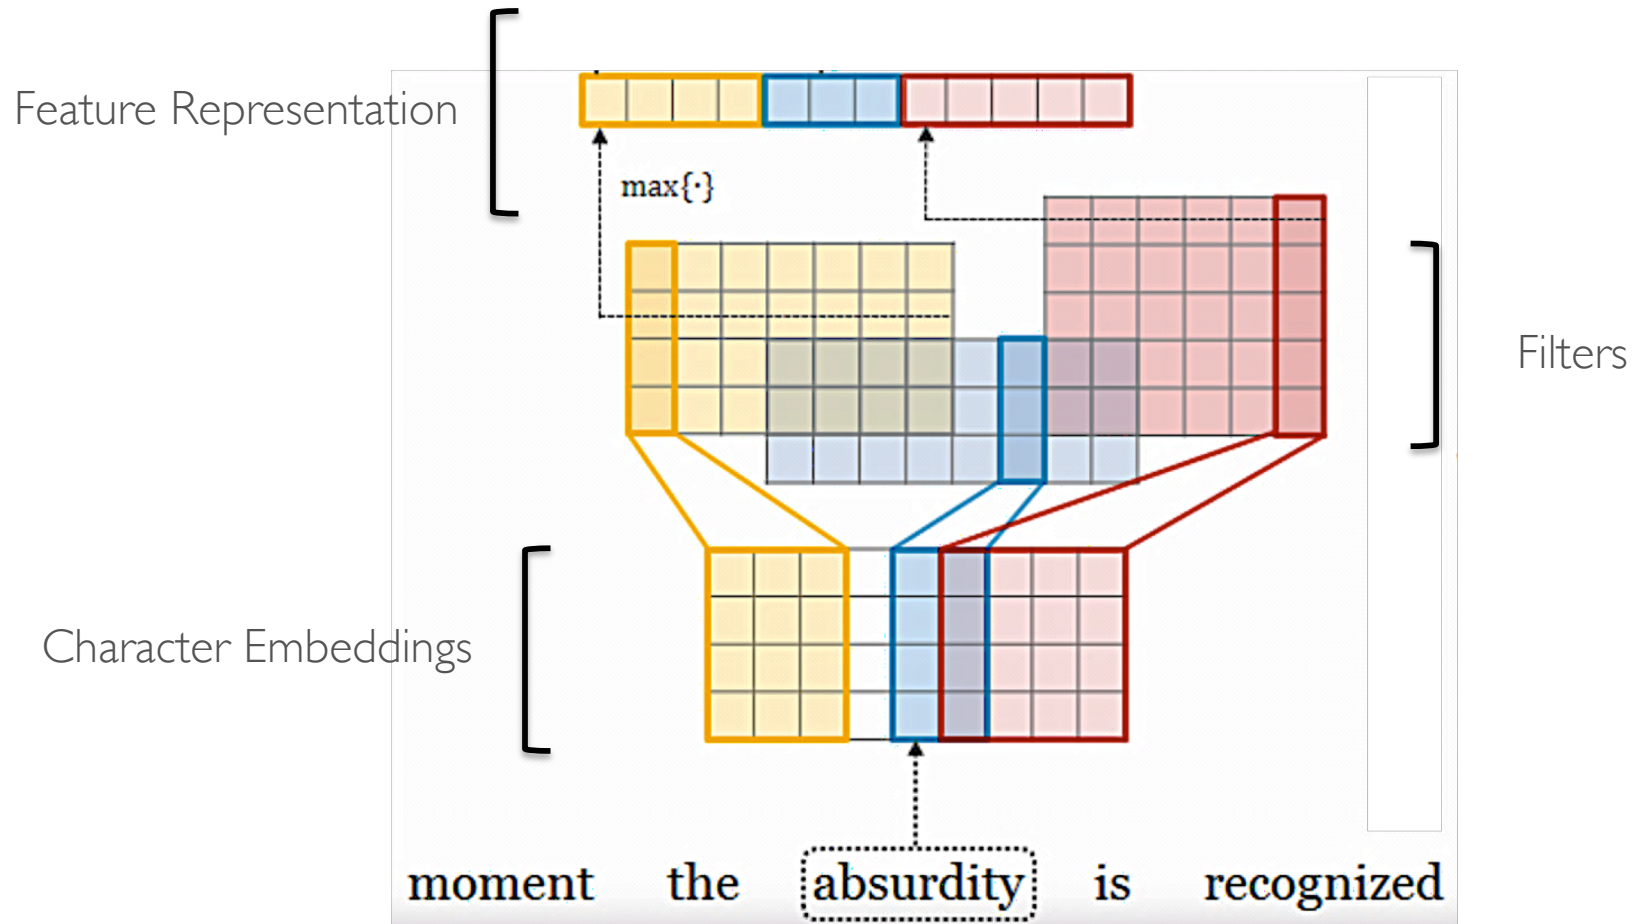 Feature Representation
max{·}
Filters
Character Embeddings
moment the absurdity is recognized